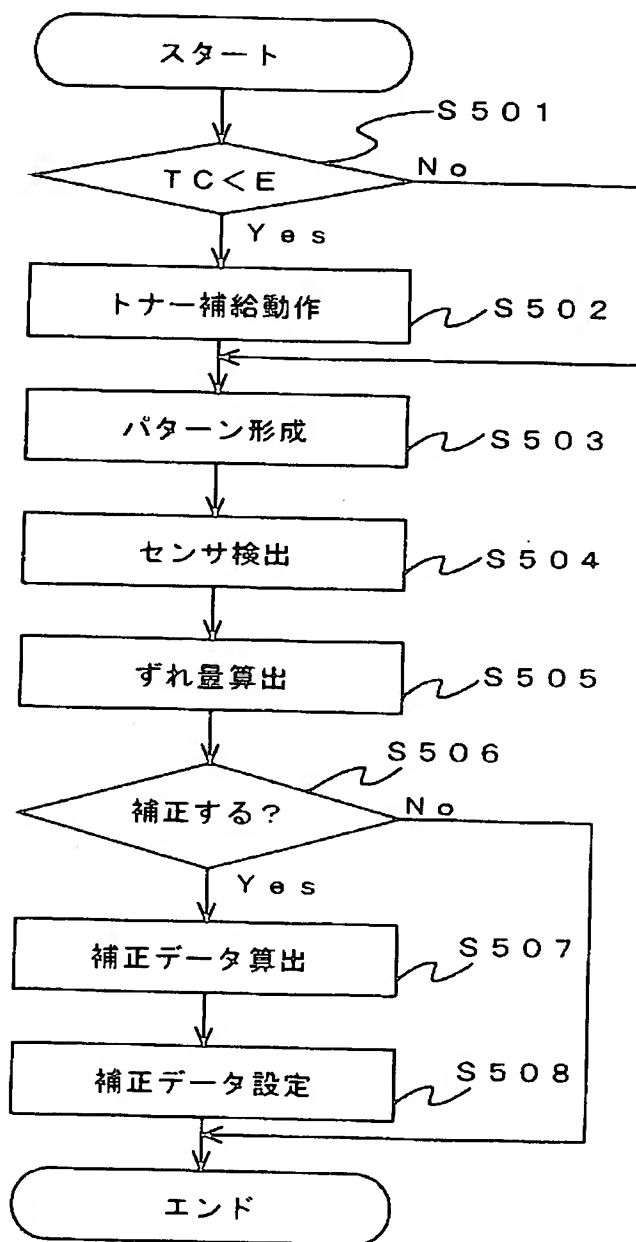 スタート
S501
TC<E
No
Yes
トナー補給動作
S502
パターン形成
S503
センサ検出
S504
ずれ量算出
S505
S506
補正する?
No
Yes
補正データ算出
S507
補正データ設定
S508
エンド